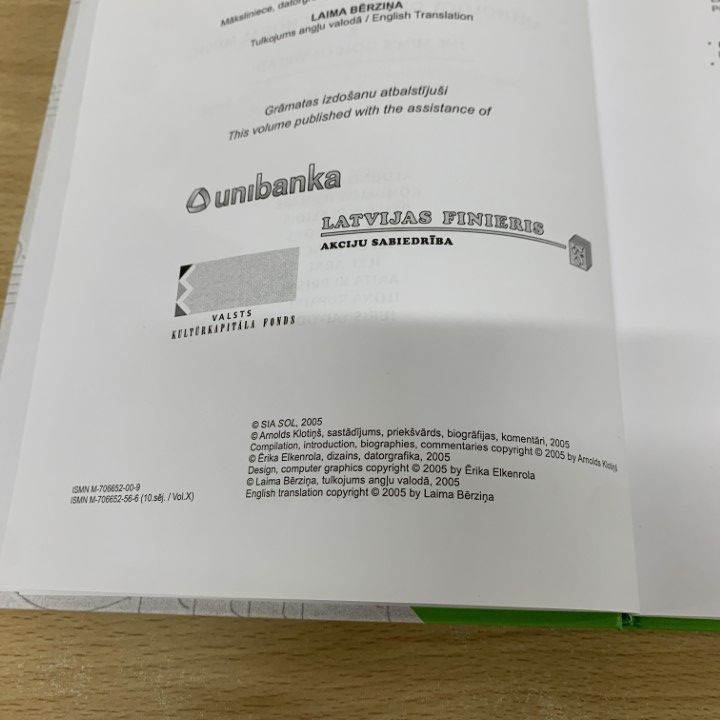 Māksliniece,
LAIMA BĒRZIŅA
Tulkojums angļu valodā / English Translation
Grāmatas izdošanu atbalstījuši
This volume published with the assistance of
unibanka
LATVIJAS FINIERIS
AKCIJU SABIEDRĪBA
VALSTS
KULTŪRKAPITĀLA FONDS
© SIA SOL, 2005
© Arnolds Klotiņš, sastādījums, priekšvārds, biogrāfijas, komentāri, 2005
Compilation, introduction, biographies, commentaries copyright © 2005 by Arnolds Klotiņš
© Ērika Elkenrola, dizains, datorgrafika, 2005
Design, computer graphics copyright © 2005 by Ērika Elkenrola
© Laima Bērziņa, tulkojums angļu valodā, 2005
English translation copyright © 2005 by Laima Bērziņa
ISMN M-706652-00-9
ISMN M-706652-56-6 (10.sēj. / Vol.X)